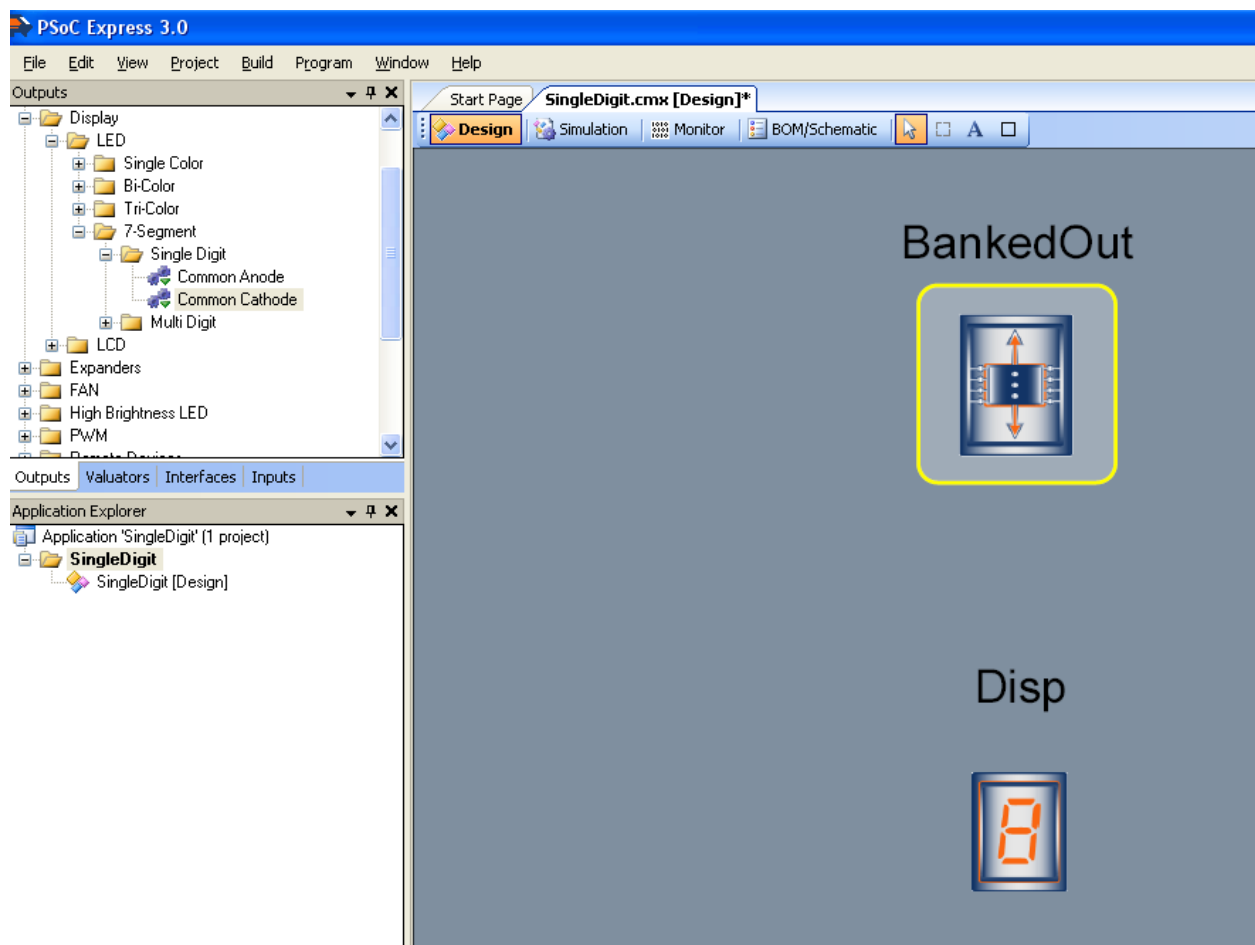 PSoC Express 3.0
File Edit View Project Build Program Window Help
Outputs
Display
LED
Single Color
Bi-Color
Tri-Color
7-Segment
Single Digit
Common Anode
Common Cathode
Multi Digit
LCD
Expanders
FAN
High Brightness LED
PWM
Outputs Valuators Interfaces Inputs
Application Explorer
Application 'SingleDigit' (1 project)
SingleDigit
SingleDigit [Design]
Start Page SingleDigit.cmx [Design]*
Design Simulation Monitor BOM/Schematic A
BankedOut
Disp
8